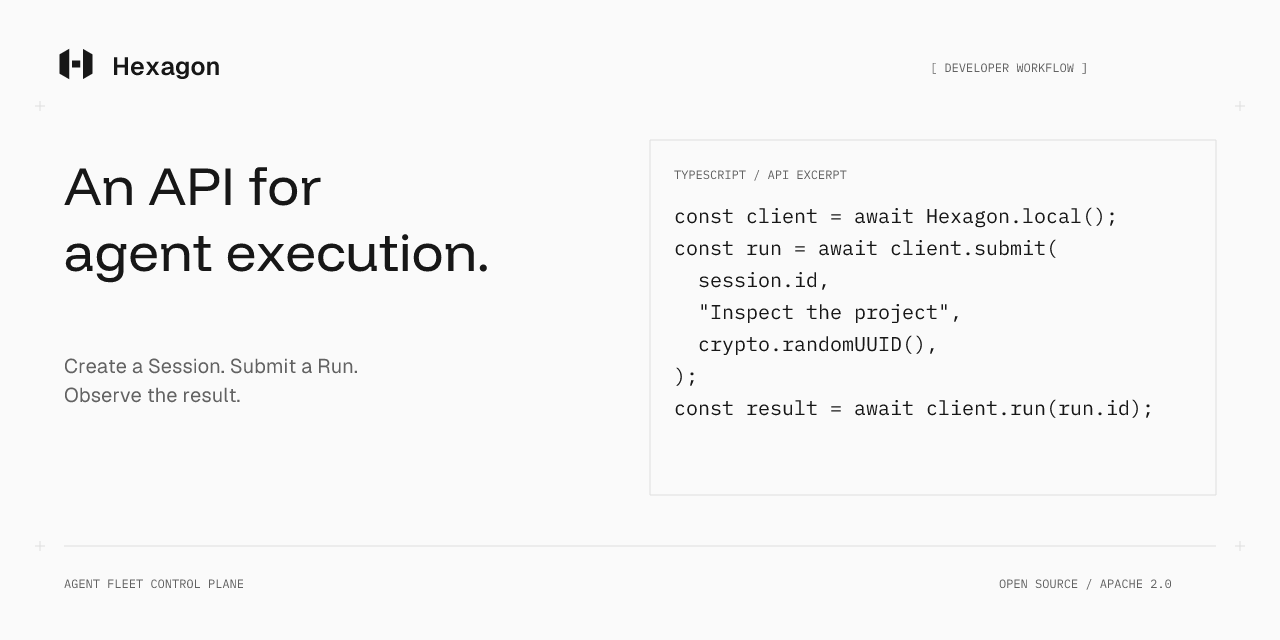 Hexagon
[ DEVELOPER WORKFLOW ]
An API for
agent execution.
Create a Session. Submit a Run.
Observe the result.
TYPESCRIPT / API EXCERPT
const client = await Hexagon.local();
const run = await client.submit(
  session.id,
  "Inspect the project",
  crypto.randomUUID(),
);
const result = await client.run(run.id);
AGENT FLEET CONTROL PLANE
OPEN SOURCE / APACHE 2.0